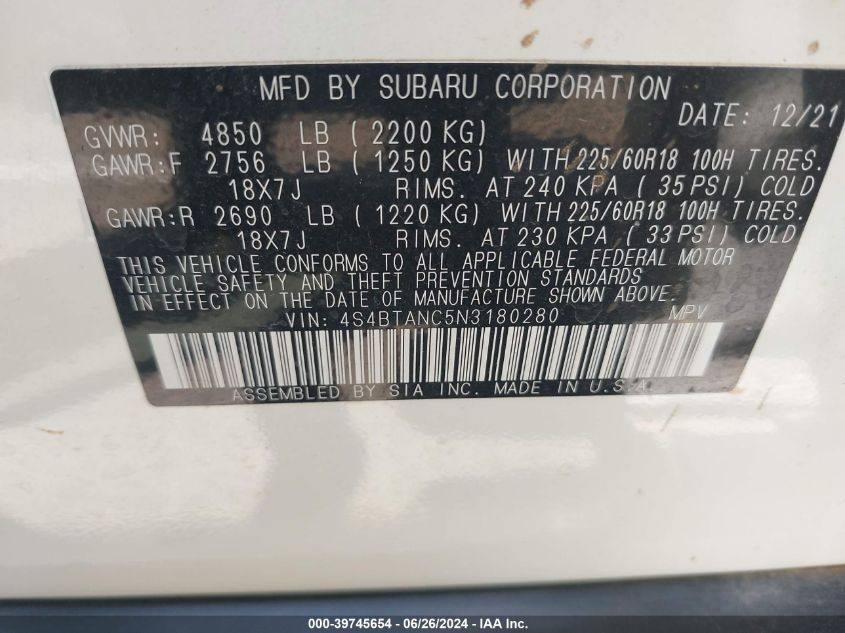 MFD BY SUBARU CORPORATION
DATE: 12/21
GVWR: 4850 LB (2200 KG)
GAWR:F 2756 LB (1250 KG) WITH 225/60R18 100H TIRES.
18X7J RIMS. AT 240 KPA (35 PSI) COLD
GAWR:R 2690 LB (1220 KG) WITH 225/60R18 100H TIRES.
18X7J RIMS. AT 230 KPA (33 PSI) COLD
THIS VEHICLE CONFORMS TO ALL APPLICABLE FEDERAL MOTOR
VEHICLE SAFETY AND THEFT PREVENTION STANDARDS
IN EFFECT ON THE DATE OF MANUFACTURE SHOWN ABOVE.
VIN: 4S4BTANC5N3180280 MPV
ASSEMBLED BY SIA INC. MADE IN U.S.A.
000-39745654 - 06/26/2024 - IAA Inc.